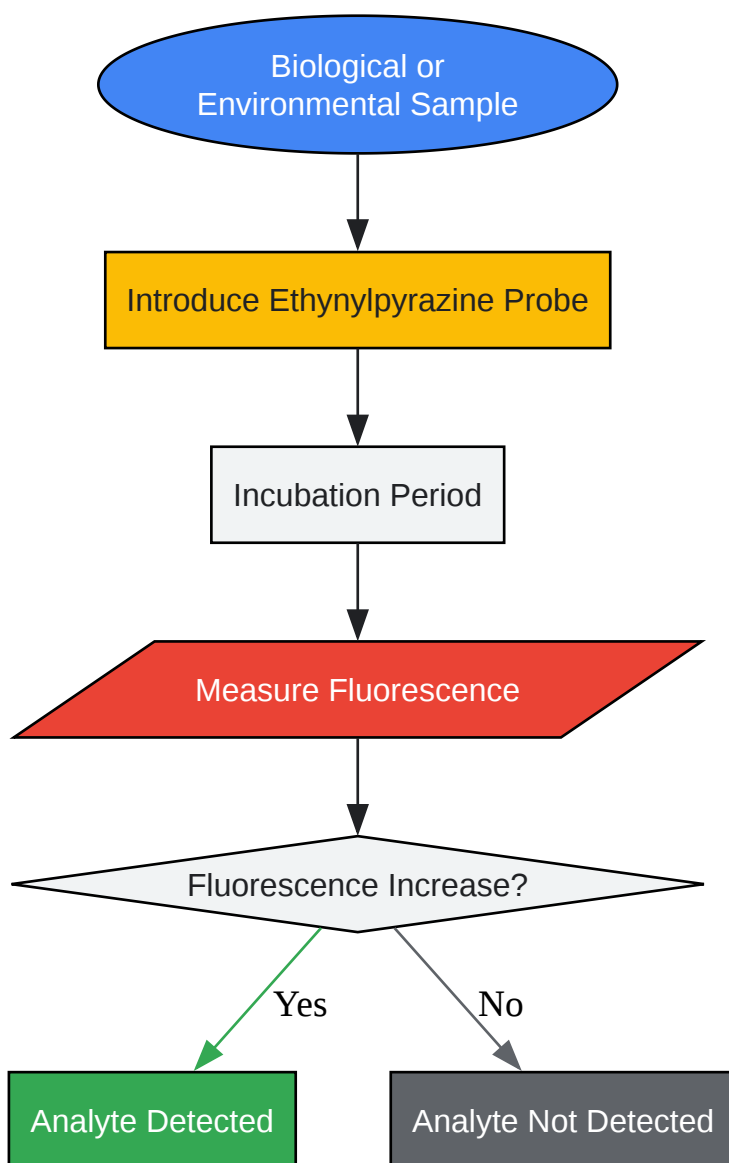 Biological or
Environmental Sample
Introduce Ethynylpyrazine Probe
Incubation Period
Measure Fluorescence
Fluorescence Increase?
Yes
No
Analyte Detected
Analyte Not Detected